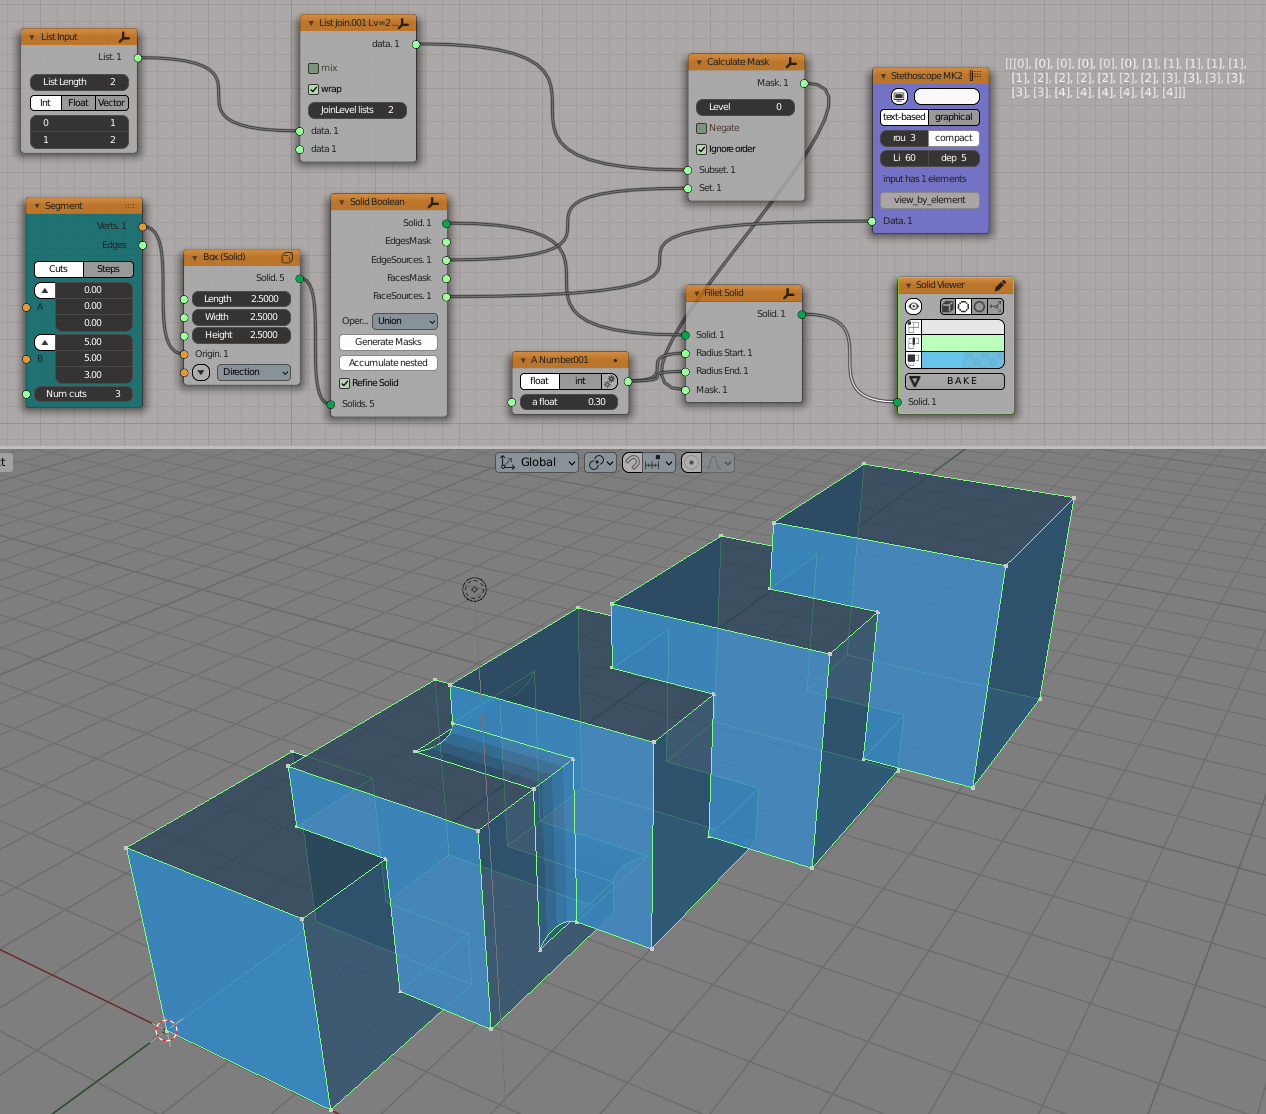 List Input
List. 1
List Length 2
Int Float Vector
0 1
1 2
List Join.001 Lv=2...
data. 1
mix
wrap
JoinLevel lists 2
data. 1
data 1
Calculate Mask
Mask. 1
Level 0
Negate
Ignore order
Subset. 1
Set. 1
Stethoscope MK2
text-based graphical
rou 3 compact
Li 60 dep 5
input has 1 elements
view_by_element
Data. 1
[[[0], [0], [0], [0], [0], [0], [1], [1], [1], [1], [1],
[1], [2], [2], [2], [2], [2], [2], [3], [3], [3], [3],
[3], [3], [4], [4], [4], [4], [4], [4]]]
Segment
Verts. 1
Edges
Cuts Steps
0.00
A 0.00
0.00
5.00
B 5.00
3.00
Num cuts 3
Box (Solid)
Solid. 5
Length 2.5000
Width 2.5000
Height 2.5000
Origin. 1
Direction
Solid Boolean
Solid. 1
EdgesMask
EdgeSources. 1
FacesMask
FaceSources. 1
Oper... Union
Generate Masks
Accumulate nested
Refine Solid
Solids. 5
A Number.001
float int
a float 0.30
Fillet Solid
Solid. 1
Solid. 1
Radius Start. 1
Radius End. 1
Mask. 1
Solid Viewer
BAKE
Solid. 1
t
Global